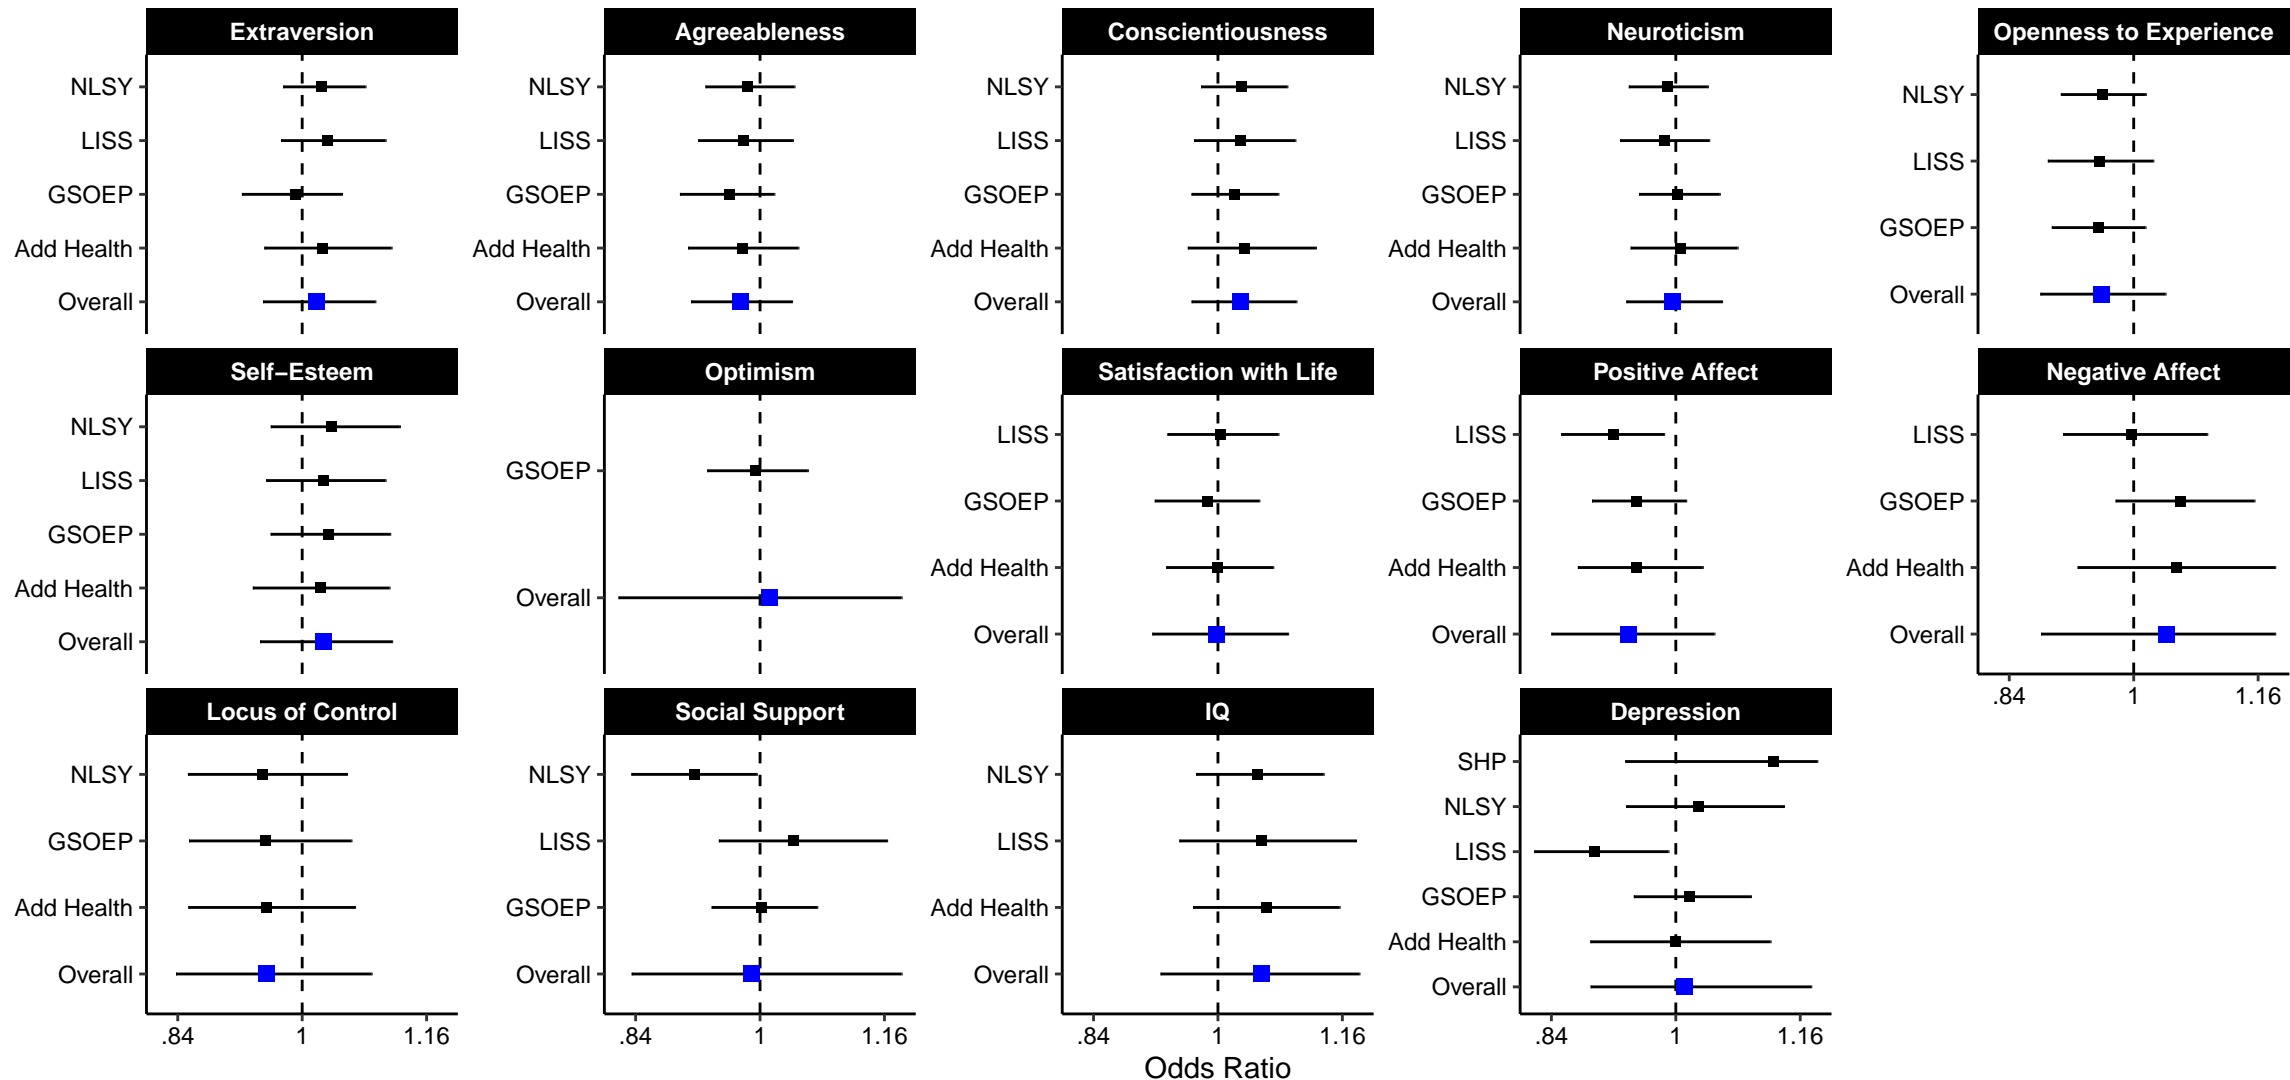 Extraversion
NLSY
LISS
GSOEP
Add Health
Overall
Agreeableness
NLSY
LISS
GSOEP
Add Health
Overall
Conscientiousness
NLSY
LISS
GSOEP
Add Health
Overall
Neuroticism
NLSY
LISS
GSOEP
Add Health
Overall
Openness to Experience
NLSY
LISS
GSOEP
Overall
Self−Esteem
NLSY
LISS
GSOEP
Add Health
Overall
Optimism
GSOEP
Overall
Satisfaction with Life
LISS
GSOEP
Add Health
Overall
Positive Affect
LISS
GSOEP
Add Health
Overall
Negative Affect
LISS
GSOEP
Add Health
Overall
.84 1 1.16
Locus of Control
NLSY
GSOEP
Add Health
Overall
.84 1 1.16
Social Support
NLSY
LISS
GSOEP
Overall
.84 1 1.16
IQ
NLSY
LISS
Add Health
Overall
.84 1 1.16
Depression
SHP
NLSY
LISS
GSOEP
Add Health
Overall
.84 1 1.16
Odds Ratio